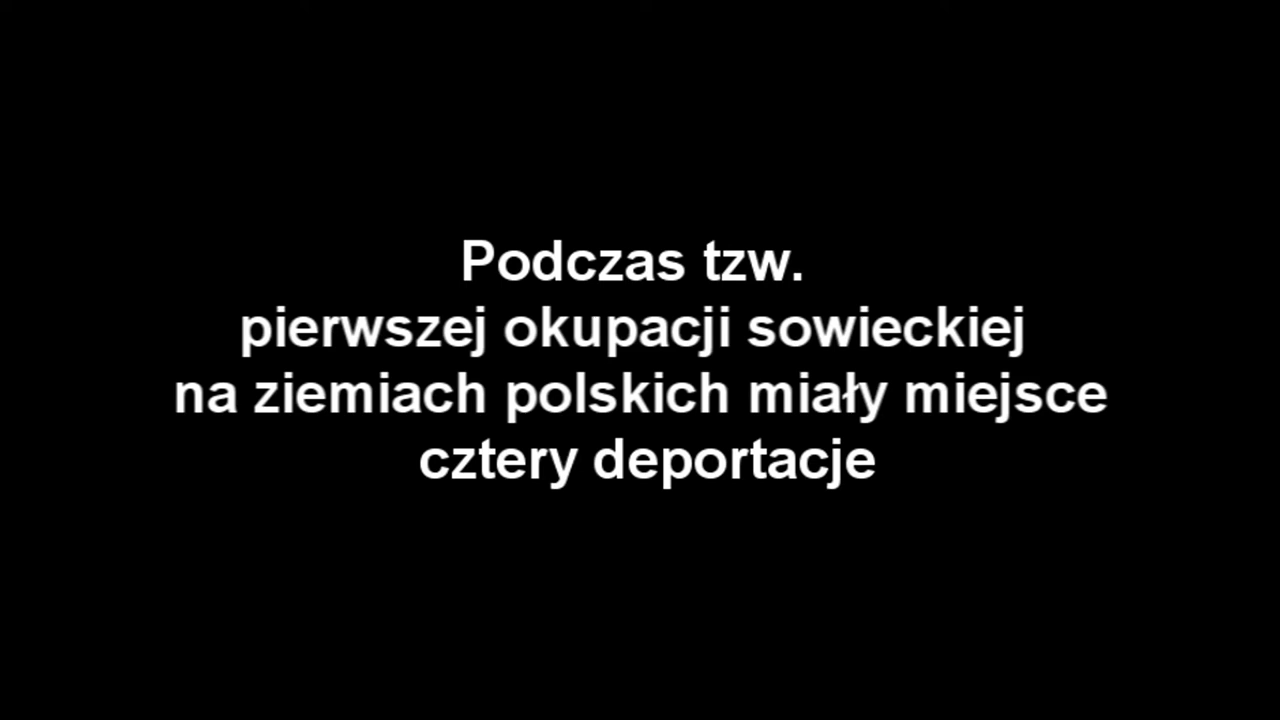 Podczas tzw.
pierwszej okupacji sowieckiej
na ziemiach polskich miały miejsce
cztery deportacje